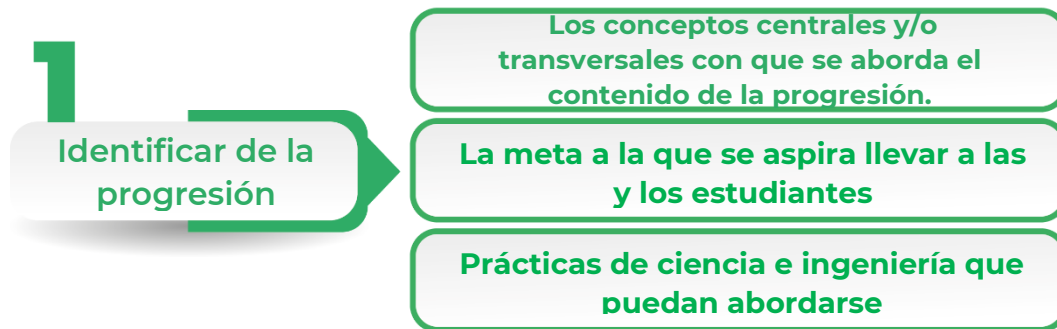 1
Identificar de la
progresión
Los conceptos centrales y/o
transversales con que se aborda el
contenido de la progresión.
La meta a la que se aspira llevar a las
y los estudiantes
Prácticas de ciencia e ingeniería que
puedan abordarse